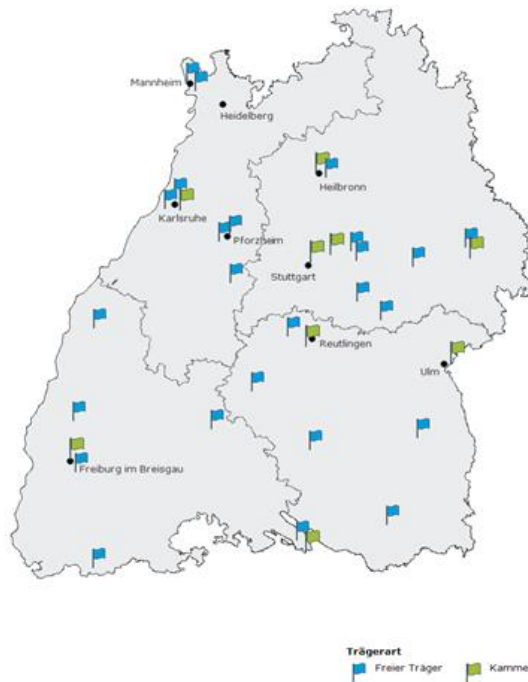 Mannheim
Heidelberg
Heilbronn
Karlsruhe
Pforzheim
Stuttgart
Reutlingen
Ulm
Freiburg im Breisgau
Trägerart
Freier Träger Kamme